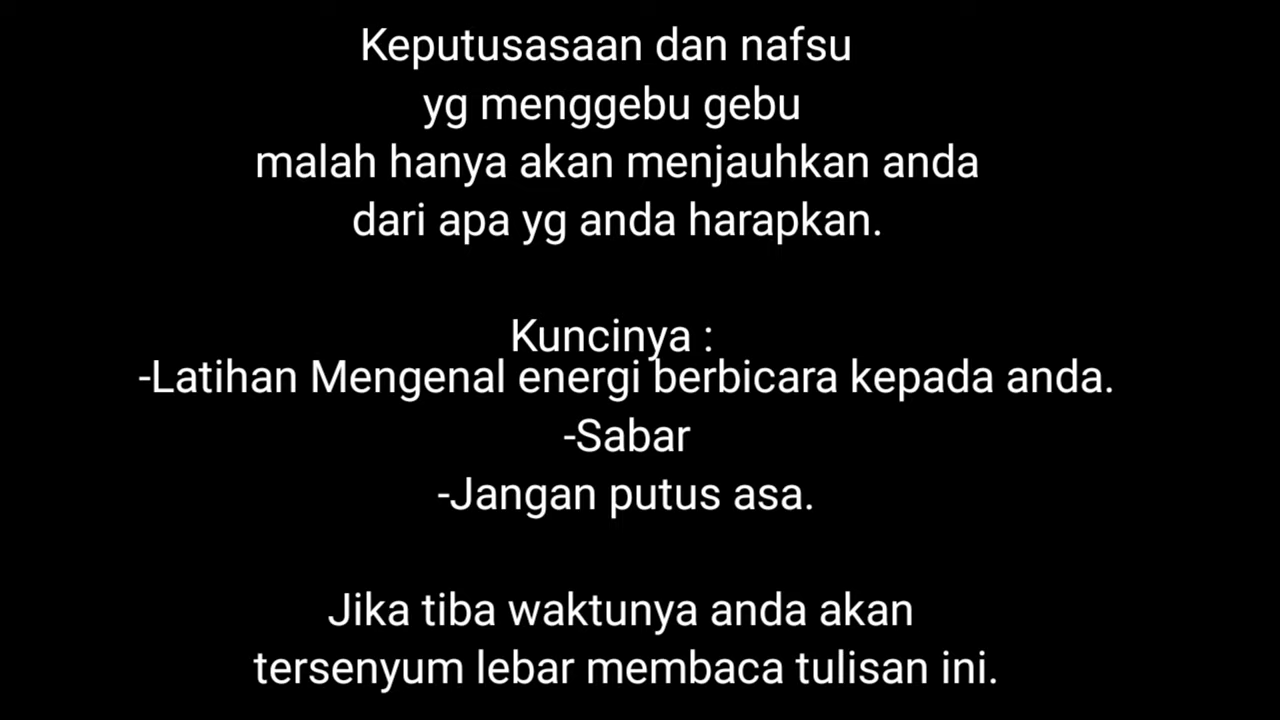 Keputusasaan dan nafsu
yg menggebu gebu
malah hanya akan menjauhkan anda
dari apa yg anda harapkan.
Kuncinya :
-Latihan Mengenal energi berbicara kepada anda.
-Sabar
-Jangan putus asa.
Jika tiba waktunya anda akan
tersenyum lebar membaca tulisan ini.